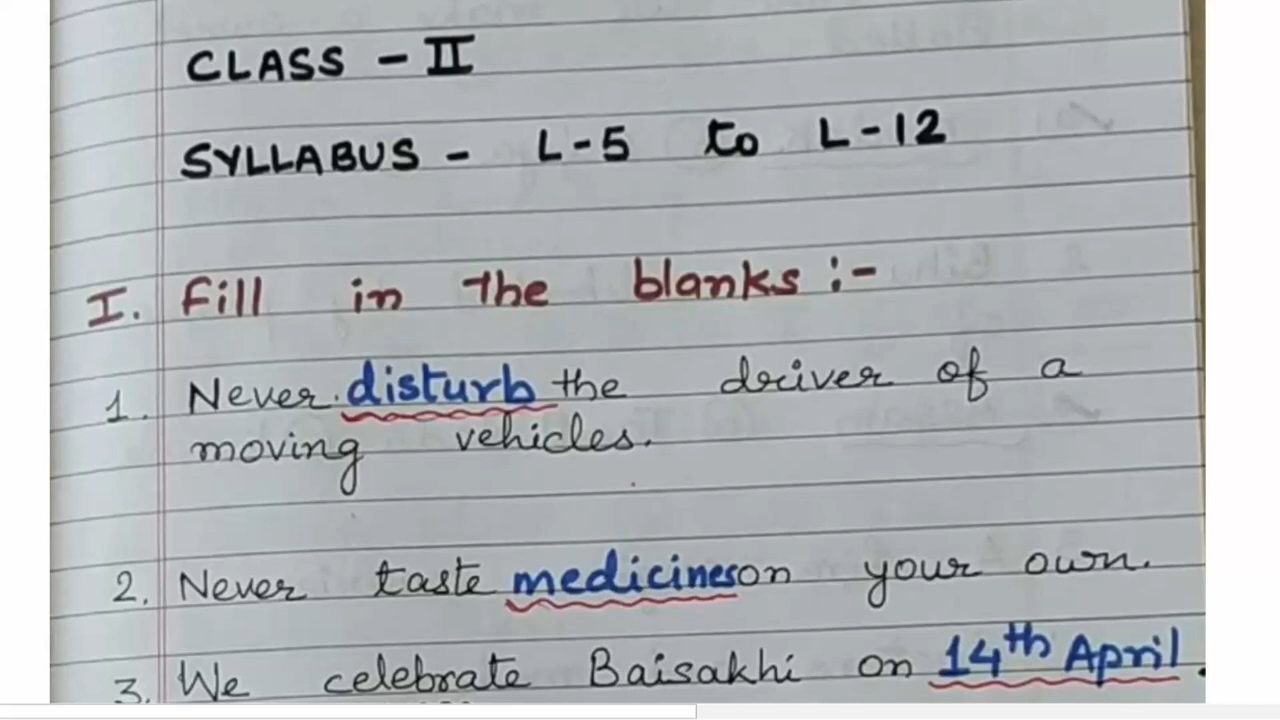 CLASS - II
SYLLABUS - L-5 to L-12
I. Fill in the blanks :-
1. Never disturb the driver of a
moving vehicles.
2. Never taste medicines on your own.
3. We celebrate Baisakhi on 14th April.